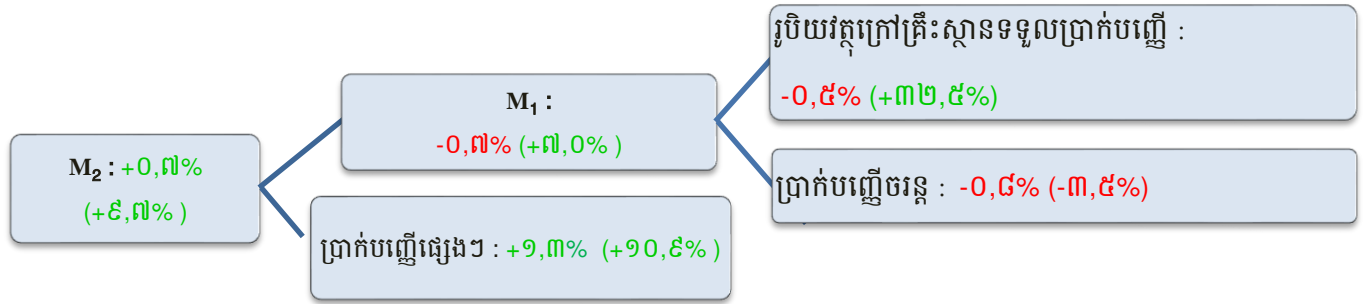 M₂ : +០,៧%
(+៩,៧% )
M₁ :
-០,៧% (+៧,០% )
ប្រាក់បញ្ញើផ្សេងៗ : +១,៣% (+១០,៩% )
រូបិយវត្ថុក្រៅគ្រឹះស្ថានទទួលប្រាក់បញ្ញើ :
-០,៥% (+៣២,៥%)
ប្រាក់បញ្ញើចរន្ត : -០,៨% (-៣,៥%)